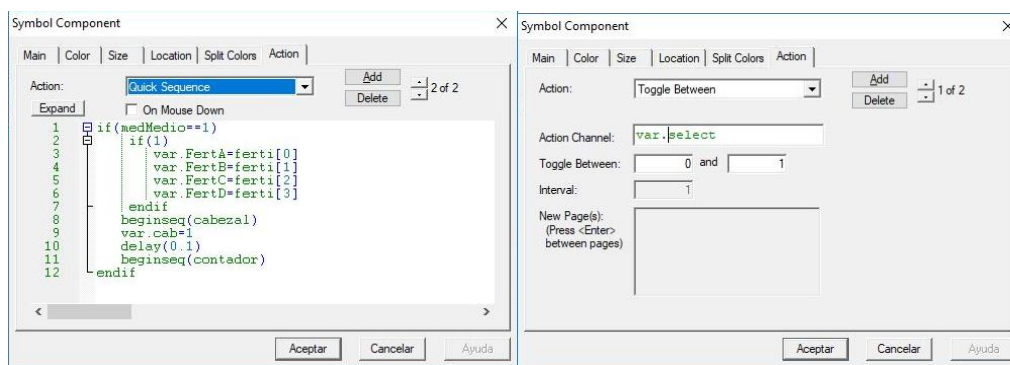 Symbol Component
Main Color Size Location Split Colors Action
Action: Quick Sequence Add 2 of 2
Delete
Expand On Mouse Down
1 if(medMedio==1)
2 if(1)
3 var.FertA=ferti[0]
4 var.FertB=ferti[1]
5 var.FertC=ferti[2]
6 var.FertD=ferti[3]
7 endif
8 beginseq(cabezal)
9 var.cab=1
10 delay(0.1)
11 beginseq(contador)
12 endif
Aceptar Cancelar Ayuda
Symbol Component
Main Color Size Location Split Colors Action
Action: Toggle Between Add 1 of 2
Delete
Action Channel: var.select
Toggle Between: 0 and 1
Interval: 1
New Page(s):
(Press <Enter>
between pages)
Aceptar Cancelar Ayuda